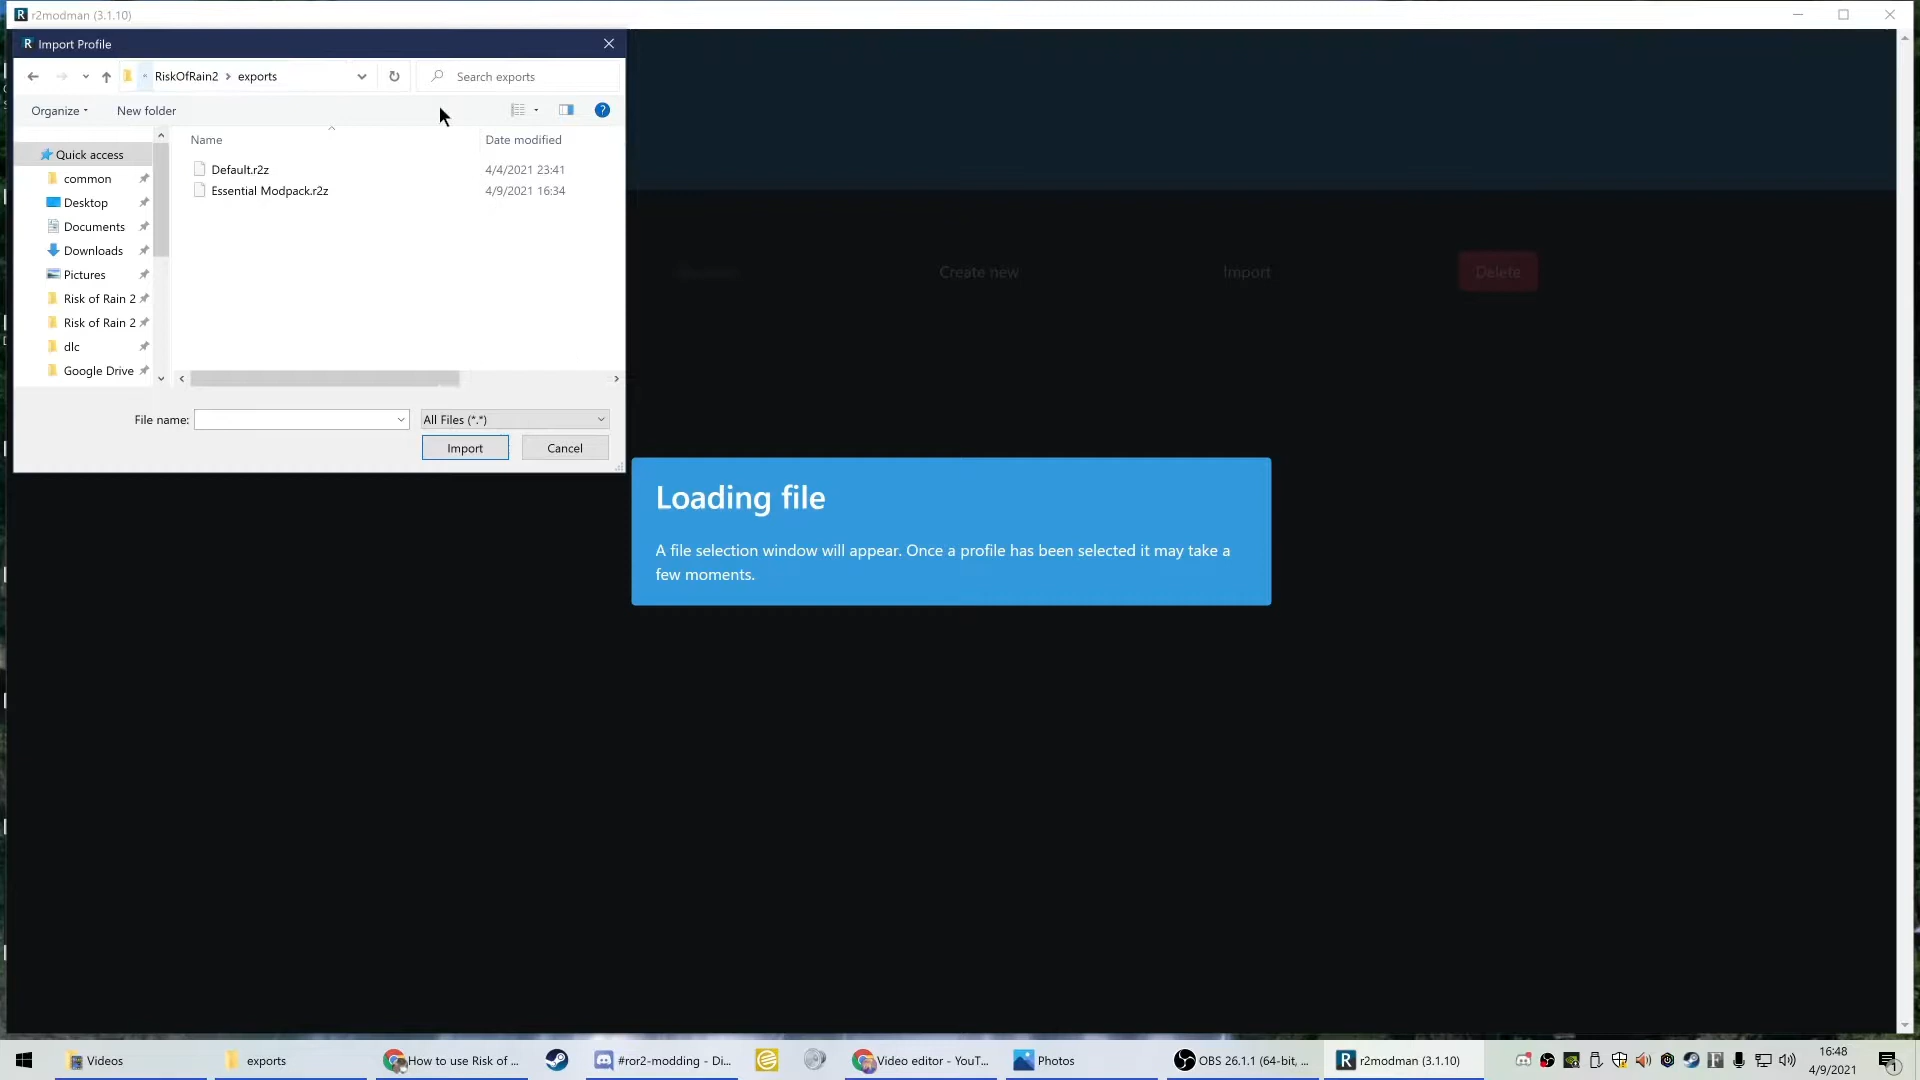 r2modman (3.1.10)
Import Profile
RiskOfRain2 > exports
Search exports
Organize
New folder
Name
Date modified
Quick access
Default.r2z
4/4/2021 23:41
common
Essential Modpack.r2z
4/9/2021 16:34
Desktop
Documents
Downloads
Pictures
Risk of Rain 2
Risk of Rain 2
dlc
Google Drive
File name:
All Files (*.*)
Import
Cancel
Create new
Import
Delete
Loading file
A file selection window will appear. Once a profile has been selected it may take a
few moments.
Videos
exports
How to use Risk of ...
#ror2-modding - Di...
Video editor - YouT...
Photos
OBS 26.1.1 (64-bit, ...
r2modman (3.1.10)
16:48
4/9/2021
1